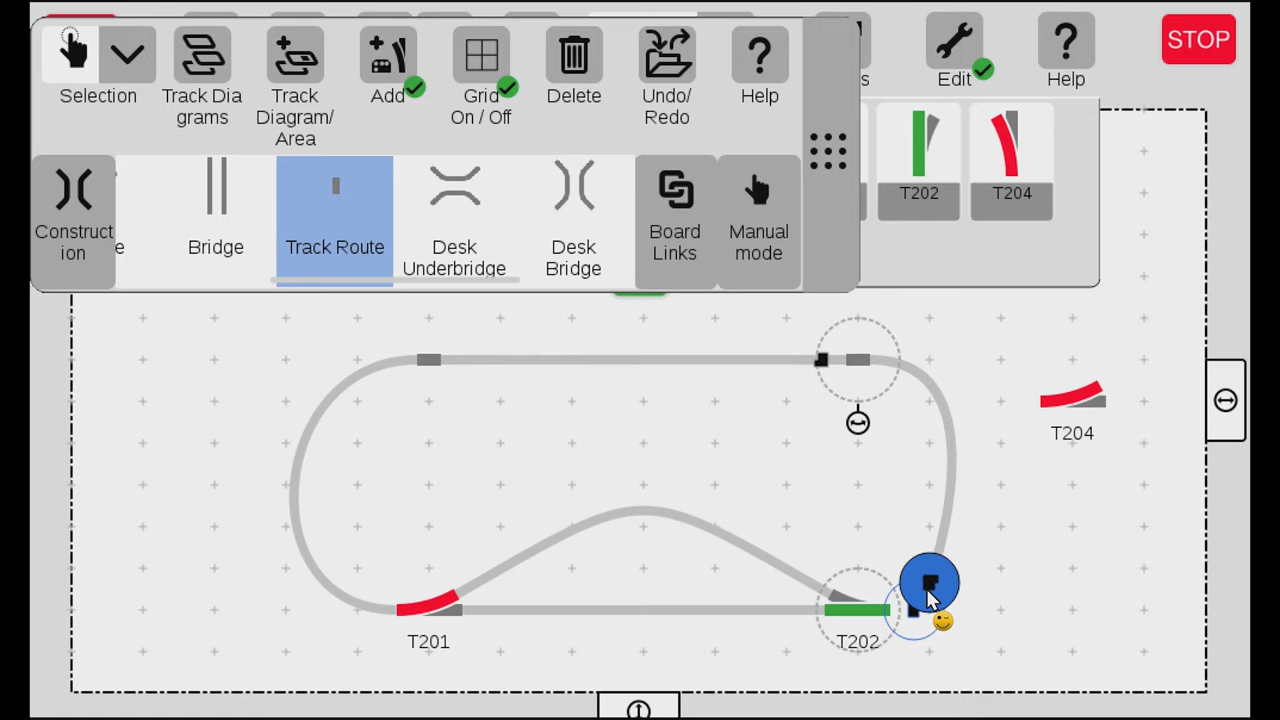 STOP
Selection
Track Dia
grams
Track
Diagram/
Area
Add
Grid
On / Off
Delete
Undo/
Redo
?
Help
s
Edit
?
Help
Construct
ion
e
Bridge
Track Route
Desk
Underbridge
Desk
Bridge
Board
Links
Manual
mode
T202
T204
T204
T201
T202